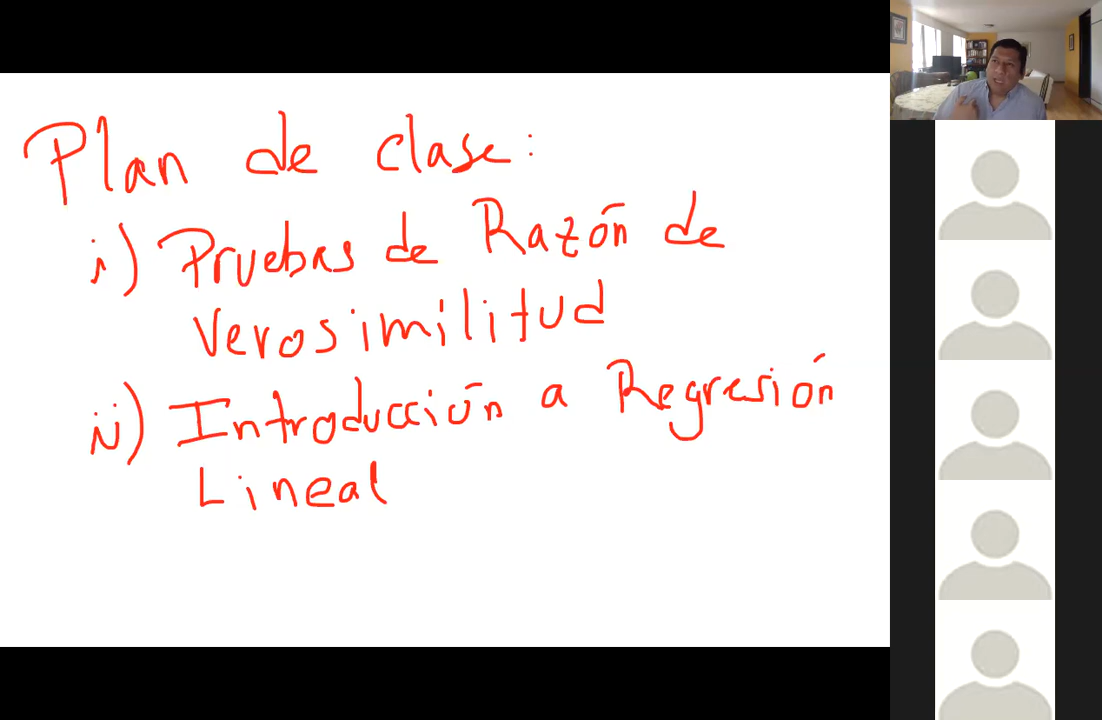 Plan de clase:
i) Pruebas de Razón de
Verosimilitud
ii) Introducción a Regresión
Lineal